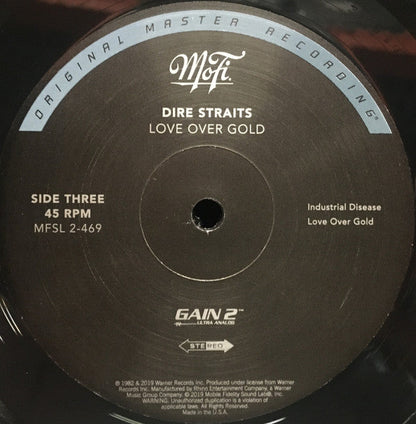 ORIGINAL MASTER RECORDING®
MoFi
DIRE STRAITS
LOVE OVER GOLD
SIDE THREE
45 RPM
MFSL 2-469
Industrial Disease
Love Over Gold
GAIN 2™
ULTRA ANALOG
STEREO
℗ 1982 & 2019 Warner Records Inc. Produced under license from Warner
Records Inc. Manufactured by Rhino Entertainment Company, a Warner
Music Group Company. © 2019 Mobile Fidelity Sound Lab®, Inc.
WARNING: Unauthorized duplication is a violation of
applicable laws. All Rights Reserved.
Made in the U.S.A.